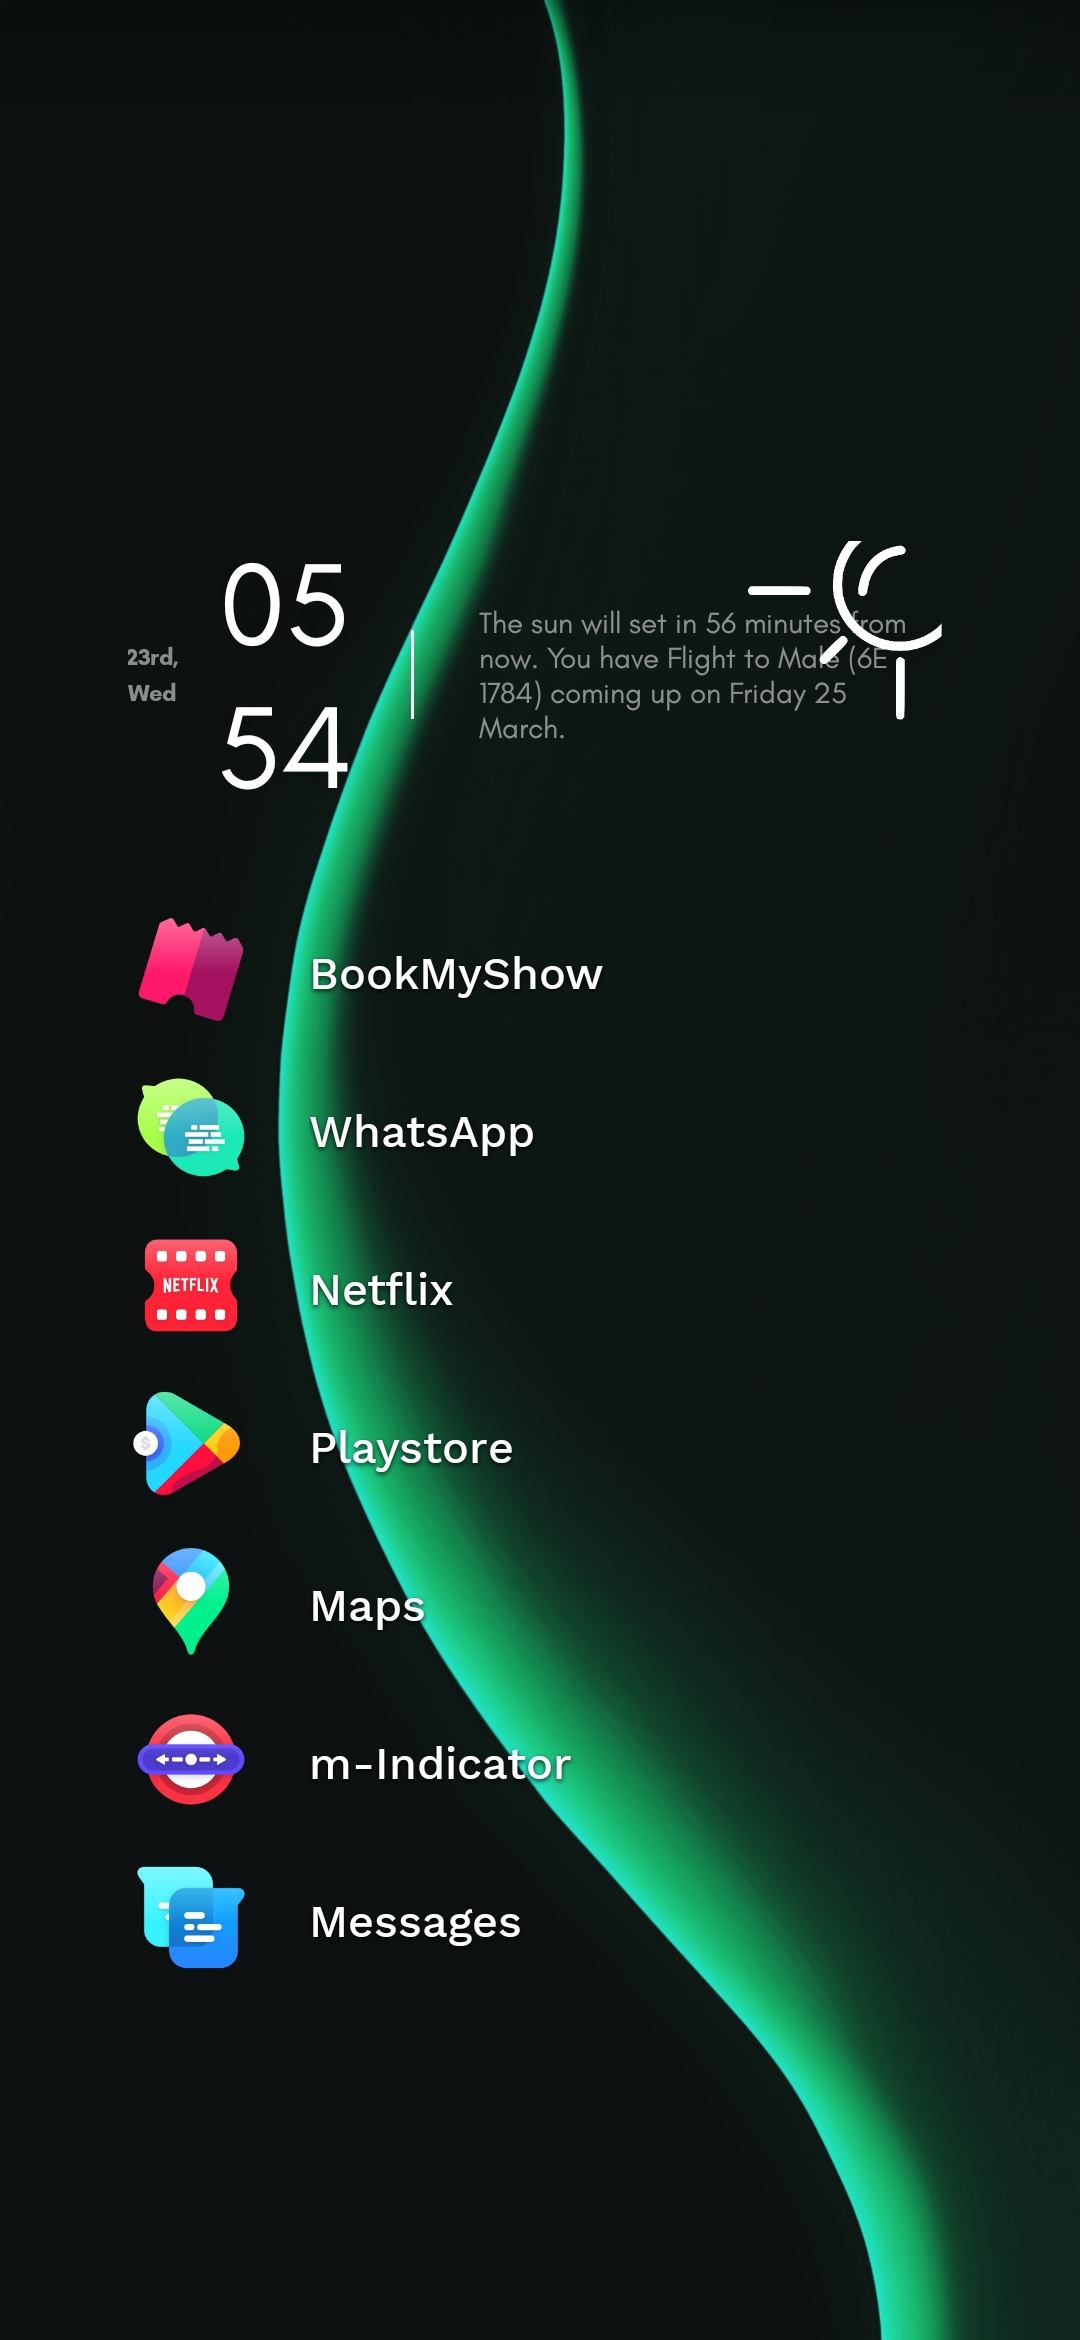 05
23rd,
Wed
54
The sun will set in 56 minutes from
now. You have Flight to Male (6E
1784) coming up on Friday 25
March.
BookMyShow
WhatsApp
NETFLIX
Netflix
$
Playstore
Maps
m-Indicator
Messages